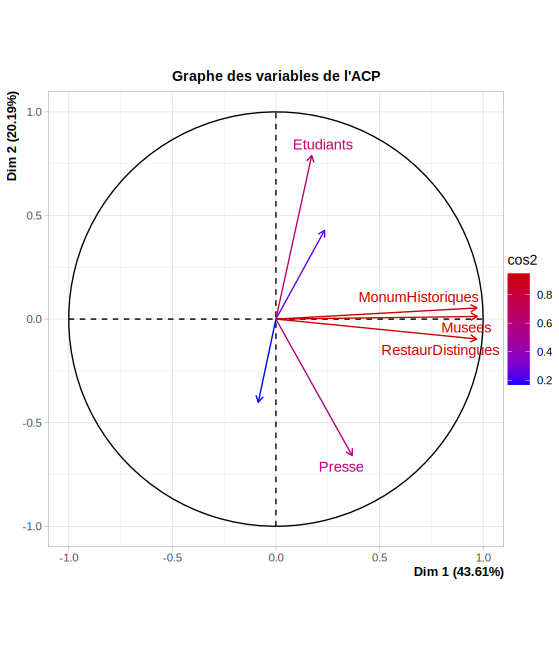 Graphe des variables de l'ACP
Dim 2 (20.19%)
1.0
0.5
0.0
-0.5
-1.0
Etudiants
MonumHistoriques
Musees
RestaurDistingues
Presse
cos2
0.8
0.6
0.4
0.2
-1.0
-0.5
0.0
0.5
1.0
Dim 1 (43.61%)